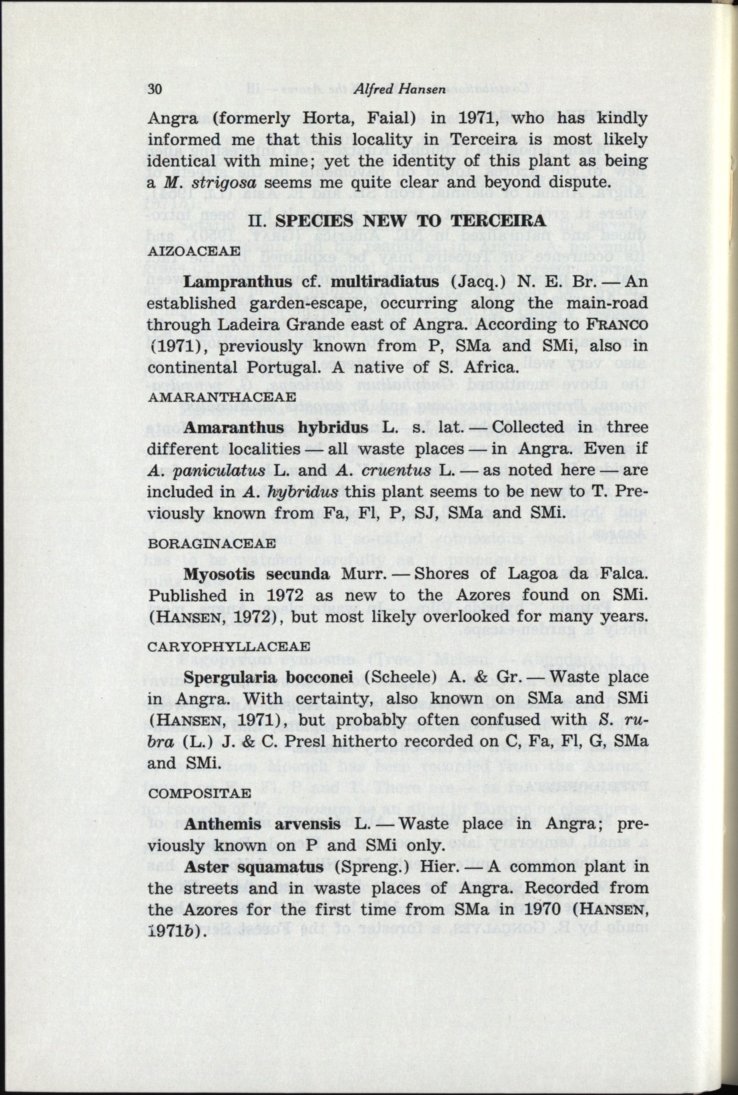 30 Alfred Hansen
Angra (formerly Horta, Faial) in 1971, who has kindly
informed me that this locality in Terceira is most likely
identical with mine; yet the identity of this plant as being
a M. strigosa seems me quite clear and beyond dispute.
II. SPECIES NEW TO TERCEIRA
AIZOACEAE
Lampranthus cf. multiradiatus (Jacq.) N. E. Br. — An
established garden-escape, occurring along the main-road
through Ladeira Grande east of Angra. According to FRANCO
(1971), previously known from P, SMa and SMi, also in
continental Portugal. A native of S. Africa.
AMARANTHACEAE
Amaranthus hybridus L. s. lat. — Collected in three
different localities — all waste places — in Angra. Even if
A. paniculatus L. and A. cruentus L. — as noted here — are
included in A. hybridus this plant seems to be new to T. Pre-
viously known from Fa, Fl, P, SJ, SMa and SMi.
BORAGINACEAE
Myosotis secunda Murr. — Shores of Lagoa da Falca.
Published in 1972 as new to the Azores found on SMi.
(HANSEN, 1972), but most likely overlooked for many years.
CARYOPHYLLACEAE
Spergularia bocconei (Scheele) A. & Gr. — Waste place
in Angra. With certainty, also known on SMa and SMi
(HANSEN, 1971), but probably often confused with S. ru-
bra (L.) J. & C. Presl hitherto recorded on C, Fa, Fl, G, SMa
and SMi.
COMPOSITAE
Anthemis arvensis L. — Waste place in Angra; pre-
viously known on P and SMi only.
Aster squamatus (Spreng.) Hier. — A common plant in
the streets and in waste places of Angra. Recorded from
the Azores for the first time from SMa in 1970 (HANSEN,
1971b).